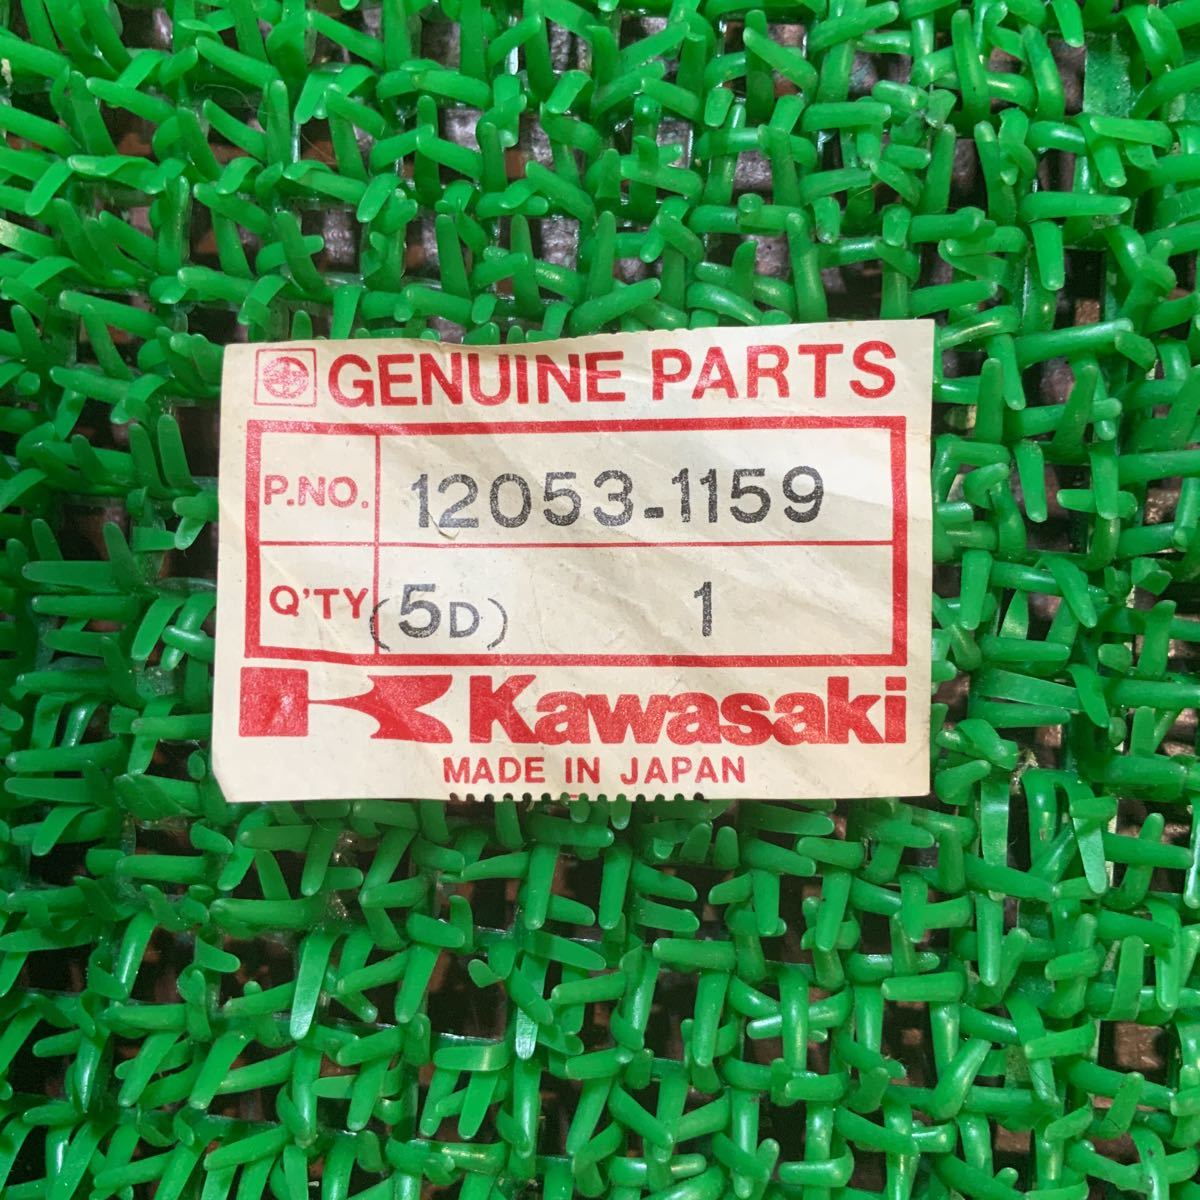 GENUINE PARTS
P.NO. 12053-1159
Q'TY (5D) 1
Kawasaki
MADE IN JAPAN